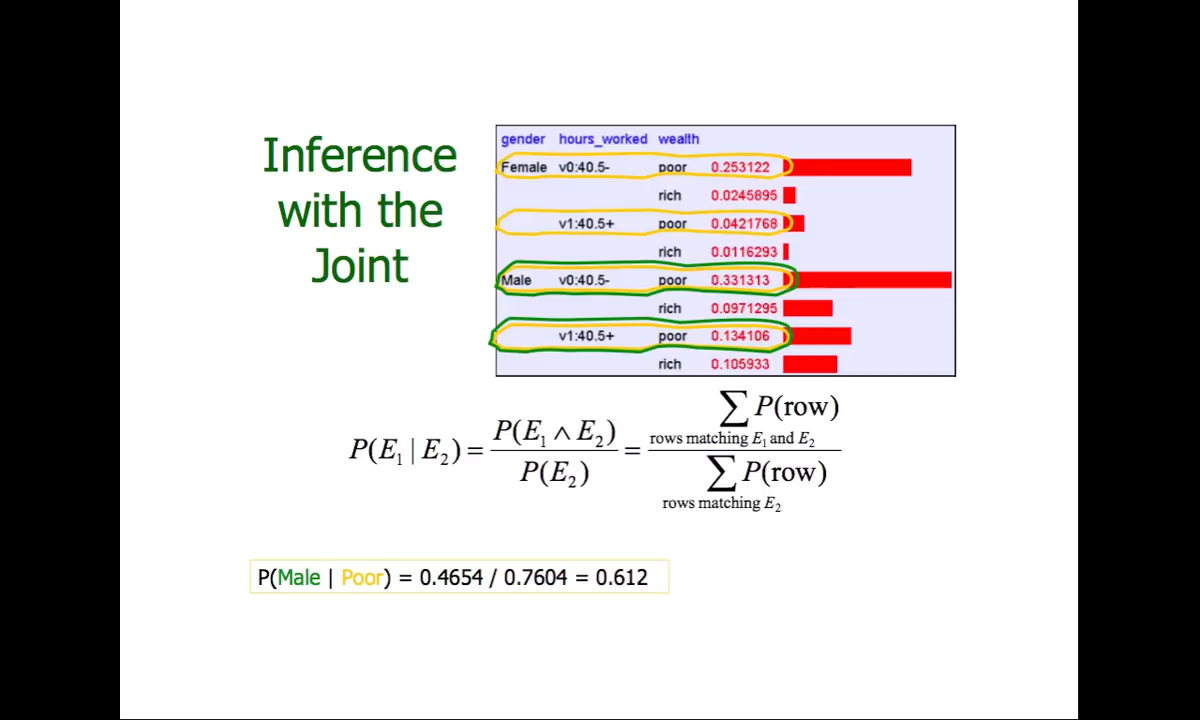 Inference
with the
Joint
gender hours_worked wealth
Female v0:40.5- poor 0.253122
rich 0.0245895
v1:40.5+ poor 0.0421768
rich 0.0116293
Male v0:40.5- poor 0.331313
rich 0.0971295
v1:40.5+ poor 0.134106
rich 0.105933
P(E₁ | E₂) = P(E₁ ∧ E₂) / P(E₂) = ∑ P(row) / ∑ P(row)
rows matching E₁ and E₂
rows matching E₂
P(Male | Poor) = 0.4654 / 0.7604 = 0.612